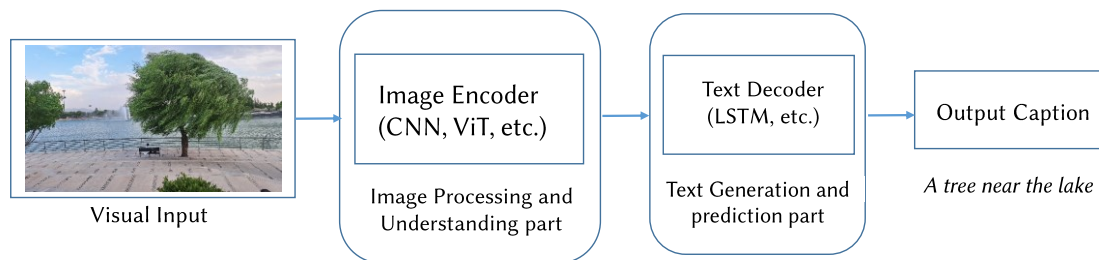 Visual Input
Image Encoder
(CNN, ViT, etc.)
Image Processing and
Understanding part
Text Decoder
(LSTM, etc.)
Text Generation and
prediction part
Output Caption
A tree near the lake